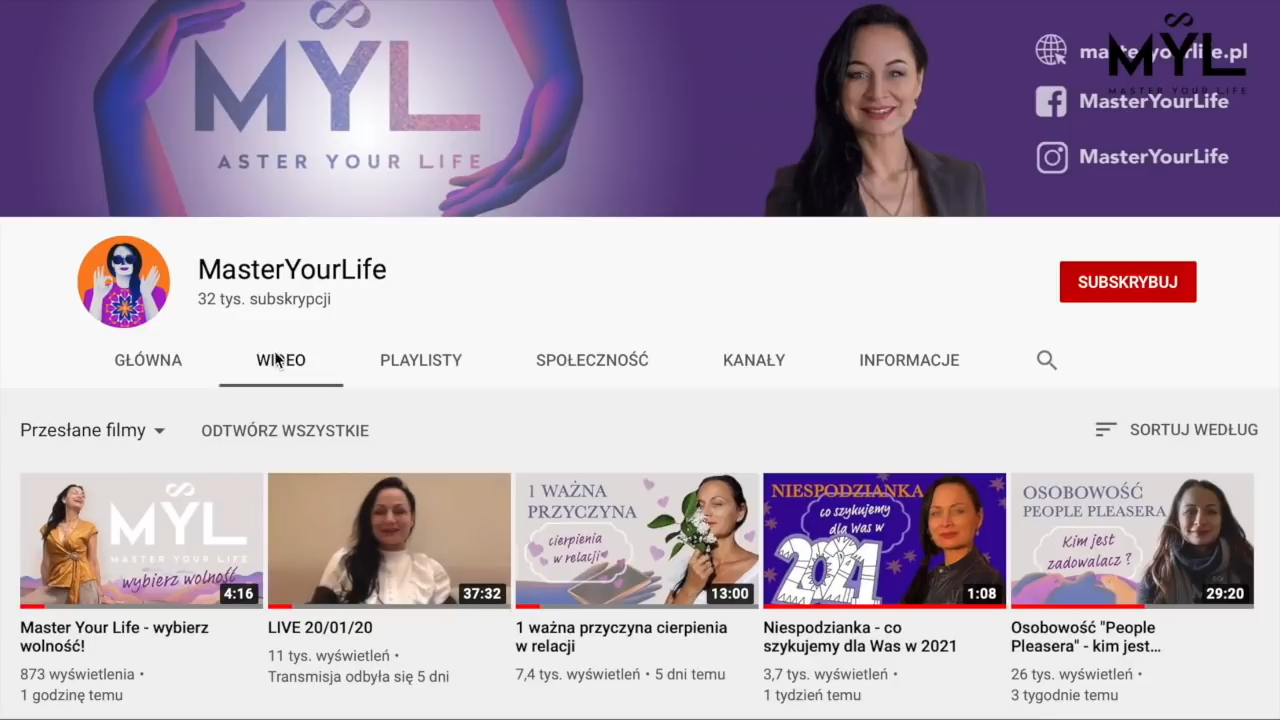 MYL
ASTER YOUR LIFE
masteryourlife.pl
MYL
MASTER YOUR LIFE
MasterYourLife
MasterYourLife
MasterYourLife
32 tys. subskrypcji
SUBSKRYBUJ
GŁÓWNA WIDEO PLAYLISTY SPOŁECZNOŚĆ KANAŁY INFORMACJE
Przesłane filmy ODTWÓRZ WSZYSTKIE SORTUJ WEDŁUG
MYL
MASTER YOUR LIFE
wybierz wolność
4:16
37:32
1 WAŻNA
PRZYCZYNA
cierpienia
w relacji
13:00
NIESPODZIANKA
co szykujemy
dla Was w
2021
1:08
OSOBOWOŚĆ
PEOPLE PLEASERA
Kim jest
zadowalacz ?
29:20
Master Your Life - wybierz
wolność!
873 wyświetlenia •
1 godzinę temu
LIVE 20/01/20
11 tys. wyświetleń •
Transmisja odbyła się 5 dni
1 ważna przyczyna cierpienia
w relacji
7,4 tys. wyświetleń • 5 dni temu
Niespodzianka - co
szykujemy dla Was w 2021
3,7 tys. wyświetleń •
1 tydzień temu
Osobowość "People
Pleasera" - kim jest...
26 tys. wyświetleń •
3 tygodnie temu